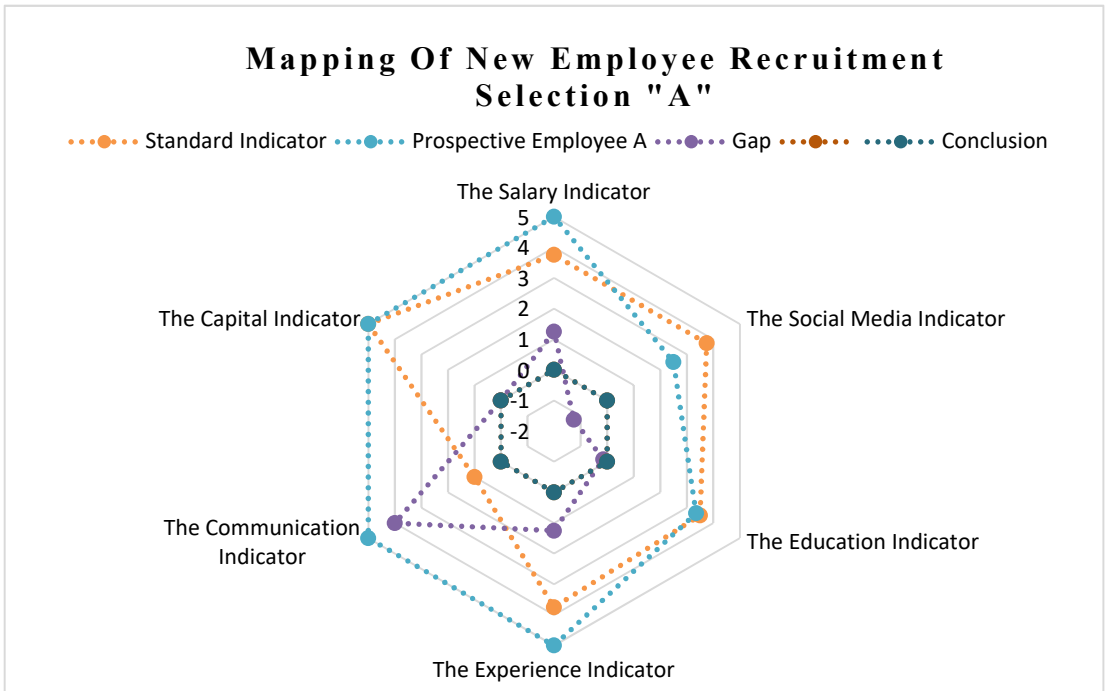 Mapping Of New Employee Recruitment
Selection "A"
Standard Indicator Prospective Employee A Gap Conclusion
The Salary Indicator
5
4
3
2
1
0
-1
-2
The Capital Indicator
The Social Media Indicator
The Communication
Indicator
The Education Indicator
The Experience Indicator